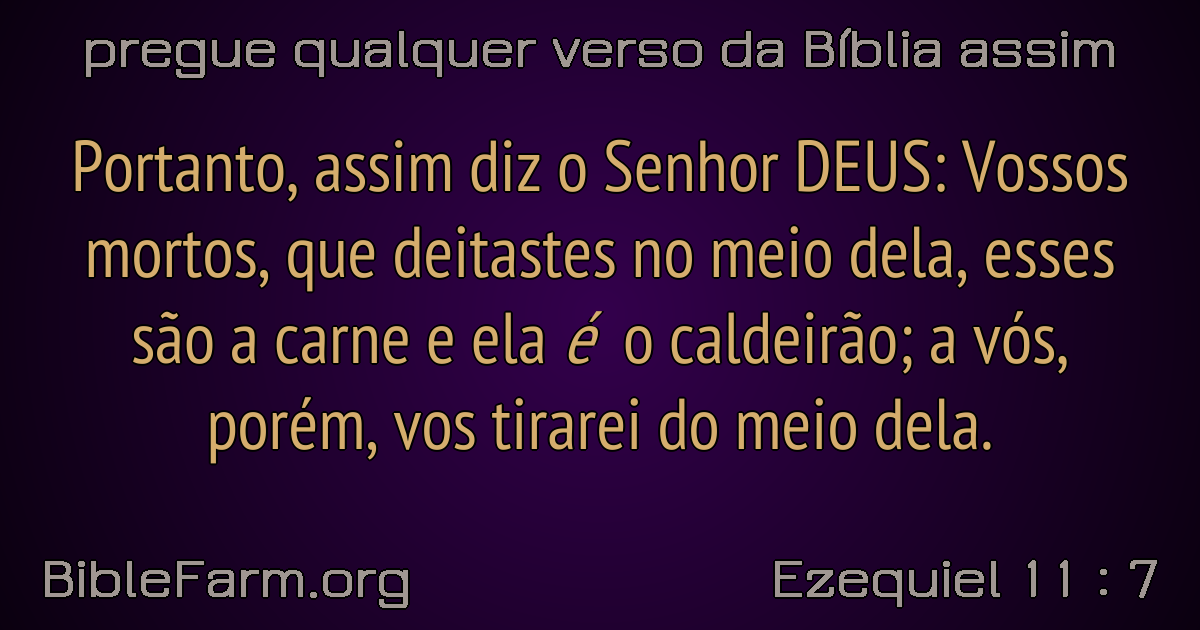 pregue qualquer verso da Bíblia assim
Portanto, assim diz o Senhor DEUS: Vossos
mortos, que deitastes no meio dela, esses
são a carne e ela é o caldeirão; a vós,
porém, vos tirarei do meio dela.
BibleFarm.org
Ezequiel 11 : 7